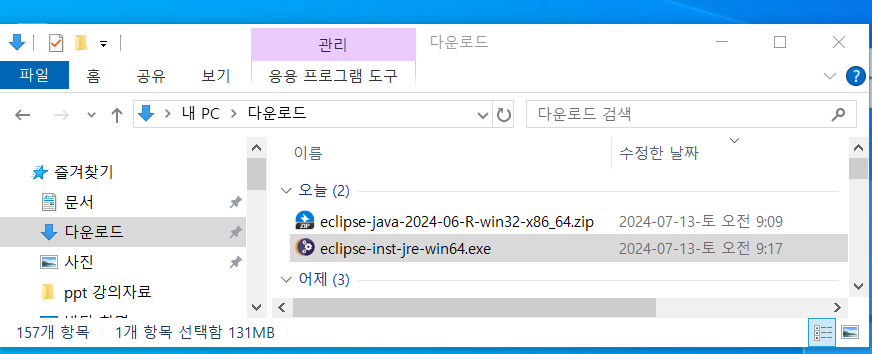 관리
다운로드
파일 홈 공유 보기 응용 프로그램 도구
내 PC 다운로드
다운로드 검색
이름 수정한 날짜
즐겨찾기
문서
다운로드
사진
ppt 강의자료
오늘 (2)
eclipse-java-2024-06-R-win32-x86_64.zip 2024-07-13-토 오전 9:09
eclipse-inst-jre-win64.exe 2024-07-13-토 오전 9:17
어제 (3)
157개 항목 1개 항목 선택함 131MB